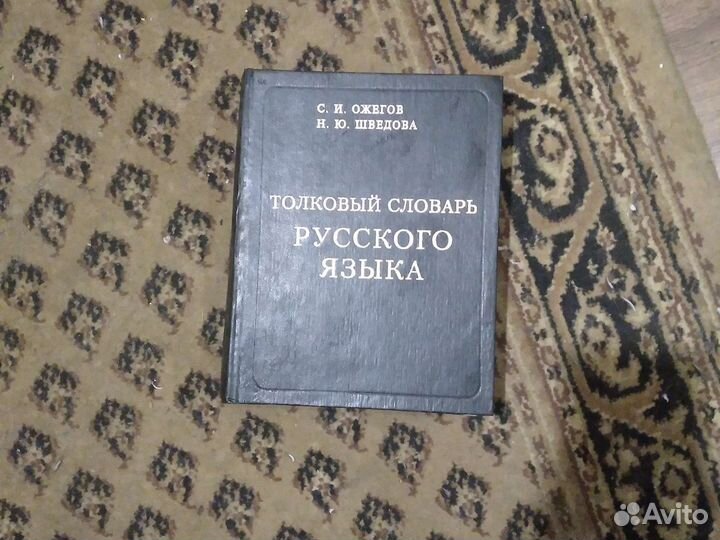 С. И. ОЖЕГОВ
Н. Ю. ШВЕДОВА
ТОЛКОВЫЙ СЛОВАРЬ
РУССКОГО
ЯЗЫКА
Avito